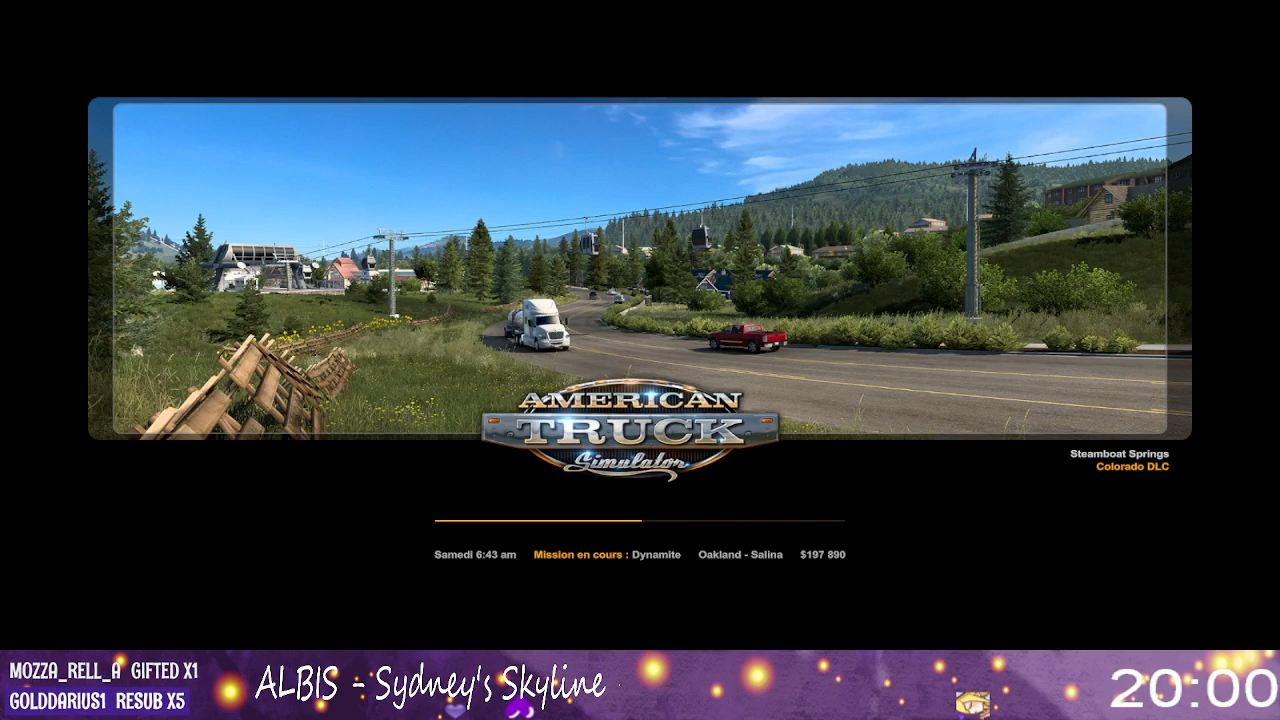 AMERICAN
TRUCK
Simulator
Steamboat Springs
Colorado DLC
Samedi 6:43 am Mission en cours : Dynamite Oakland - Salina $197 890
MOZZA_RELL_A GIFTED X1
GOLDDARIUS1 RESUB X5
ALBIS - Sydney's Skyline
20:00